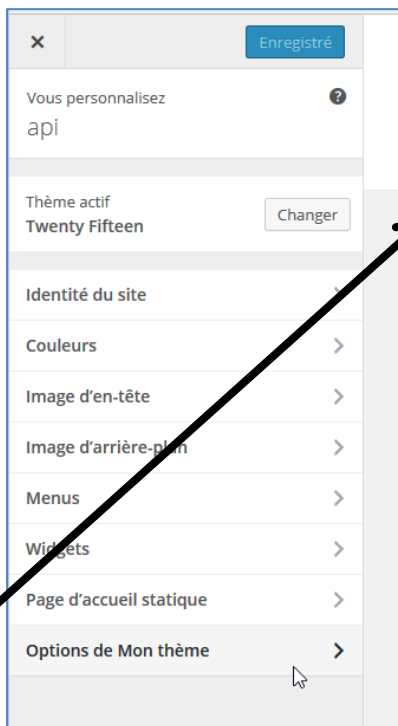 Enregistré
Vous personnalisez
api
Thème actif
Twenty Fifteen
Changer
Identité du site
Couleurs
Image d'en-tête
Image d'arrière-plan
Menus
Widgets
Page d'accueil statique
Options de Mon thème